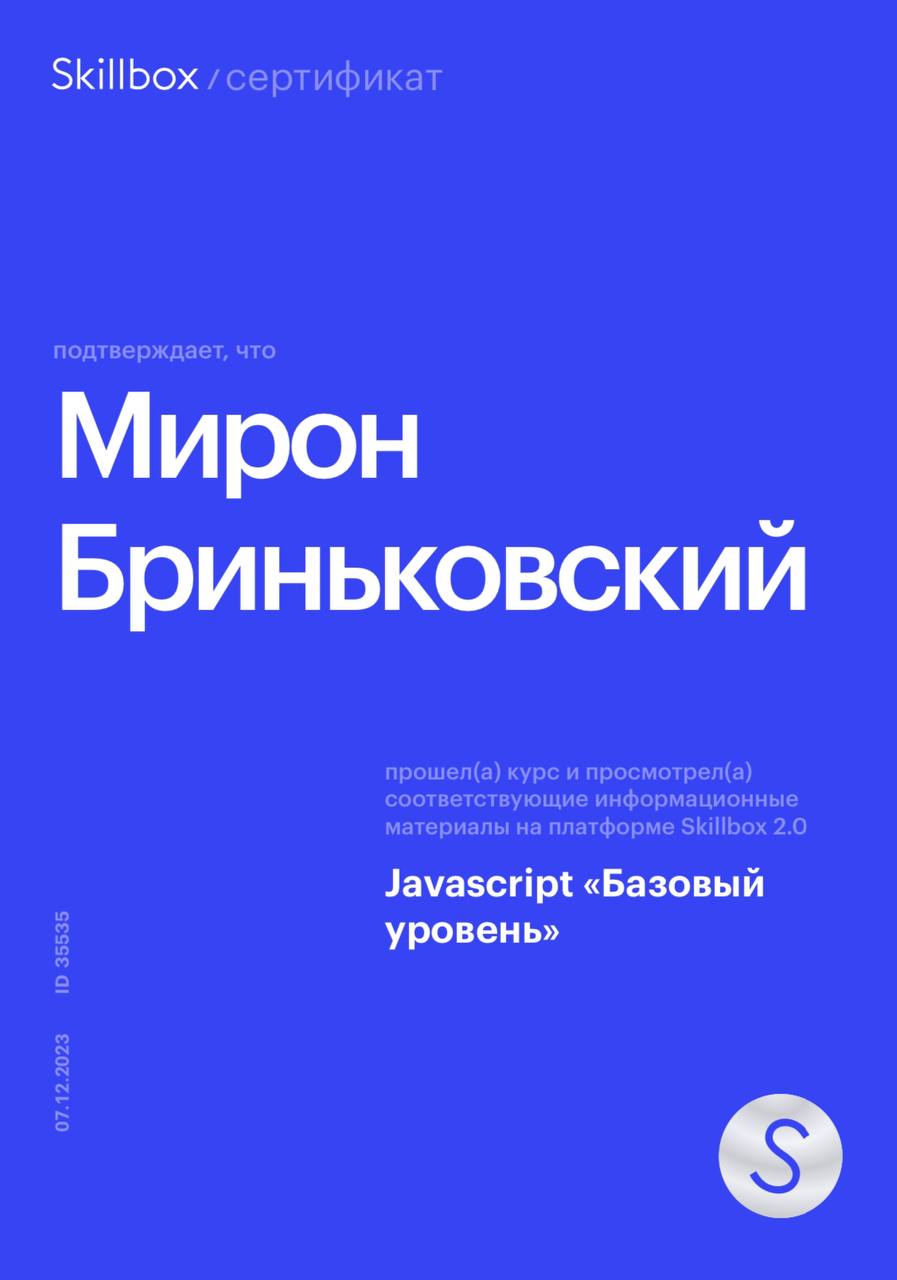 Skillbox / сертификат
подтверждает, что
Мирон
Бриньковский
прошел(а) курс и просмотрел(а)
соответствующие информационные
материалы на платформе Skillbox 2.0
Javascript «Базовый
уровень»
07.12.2023 ID 35535
S